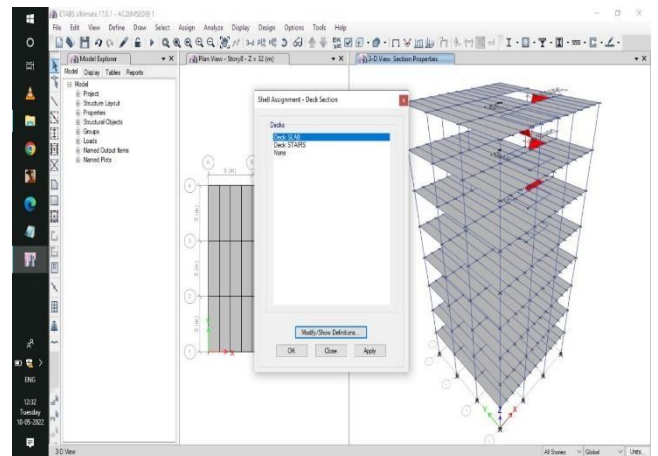 ETABS Ultimate 17.0.1 - AC20MSE009-1
File Edit View Define Draw Select Assign Analyze Display Design Options Tools Help
Model Explorer
Plan View - Story8 - Z = 32 (m)
3-D View Section Properties
Model Display Tables Reports
Model
Project
Structure Layout
Properties
Structural Objects
Groups
Loads
Named Output Items
Named Plots
Shell Assignment - Deck Section
Decks
Deck SLAB
Deck STAIRS
None
Modify/Show Definitions...
OK Close Apply
X
Z
Y X
ENG
12:32
Tuesday
10-05-2022
3-D View
All Stories Global Units...